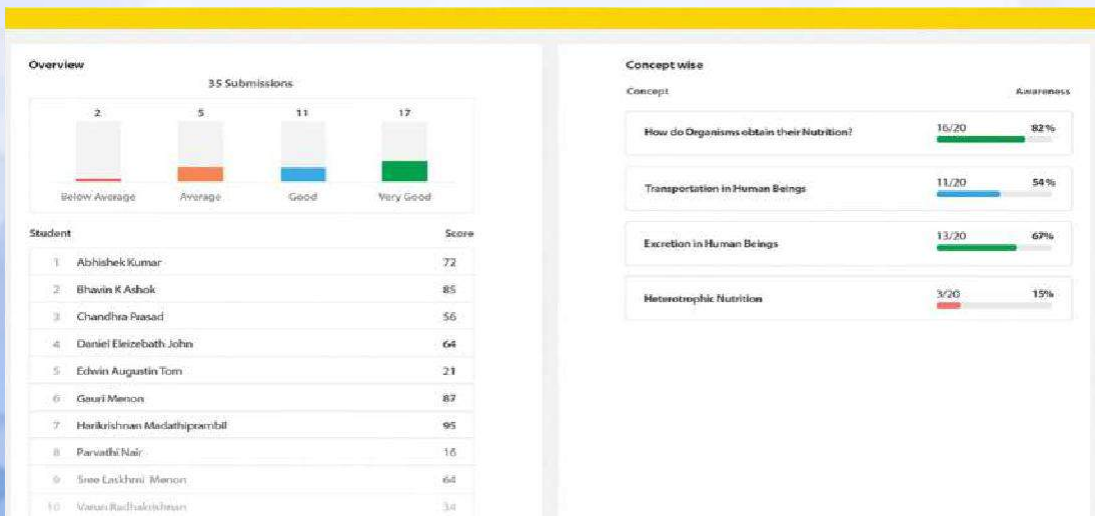 Overview
35 Submissions
2 5 11 17
Below Average Average Good Very Good
Student Score
1 Abhishek Kumar 72
2 Bhavin K Ashok 85
3 Chandhra Prasad 56
4 Daniel Eleizebath John 64
5 Edwin Augustin Tom 21
6 Gauri Menon 87
7 Harikrishnan Madathiprambil 95
8 Parvathi Nair 16
9 Sree Laskhmi Menon 64
10 Varun Radhakrishnan 34
Concept wise
Concept Awareness
How do Organisms obtain their Nutrition? 16/20 82%
Transportation in Human Beings 11/20 54%
Excretion in Human Beings 13/20 67%
Heterotrophic Nutrition 3/20 15%